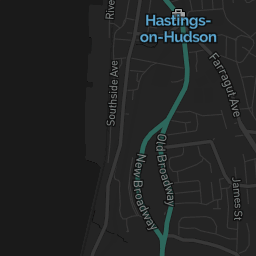 Hastings-
on-Hudson
Southside Ave
Farragut Ave
Old Broadway
New Broadway
James St